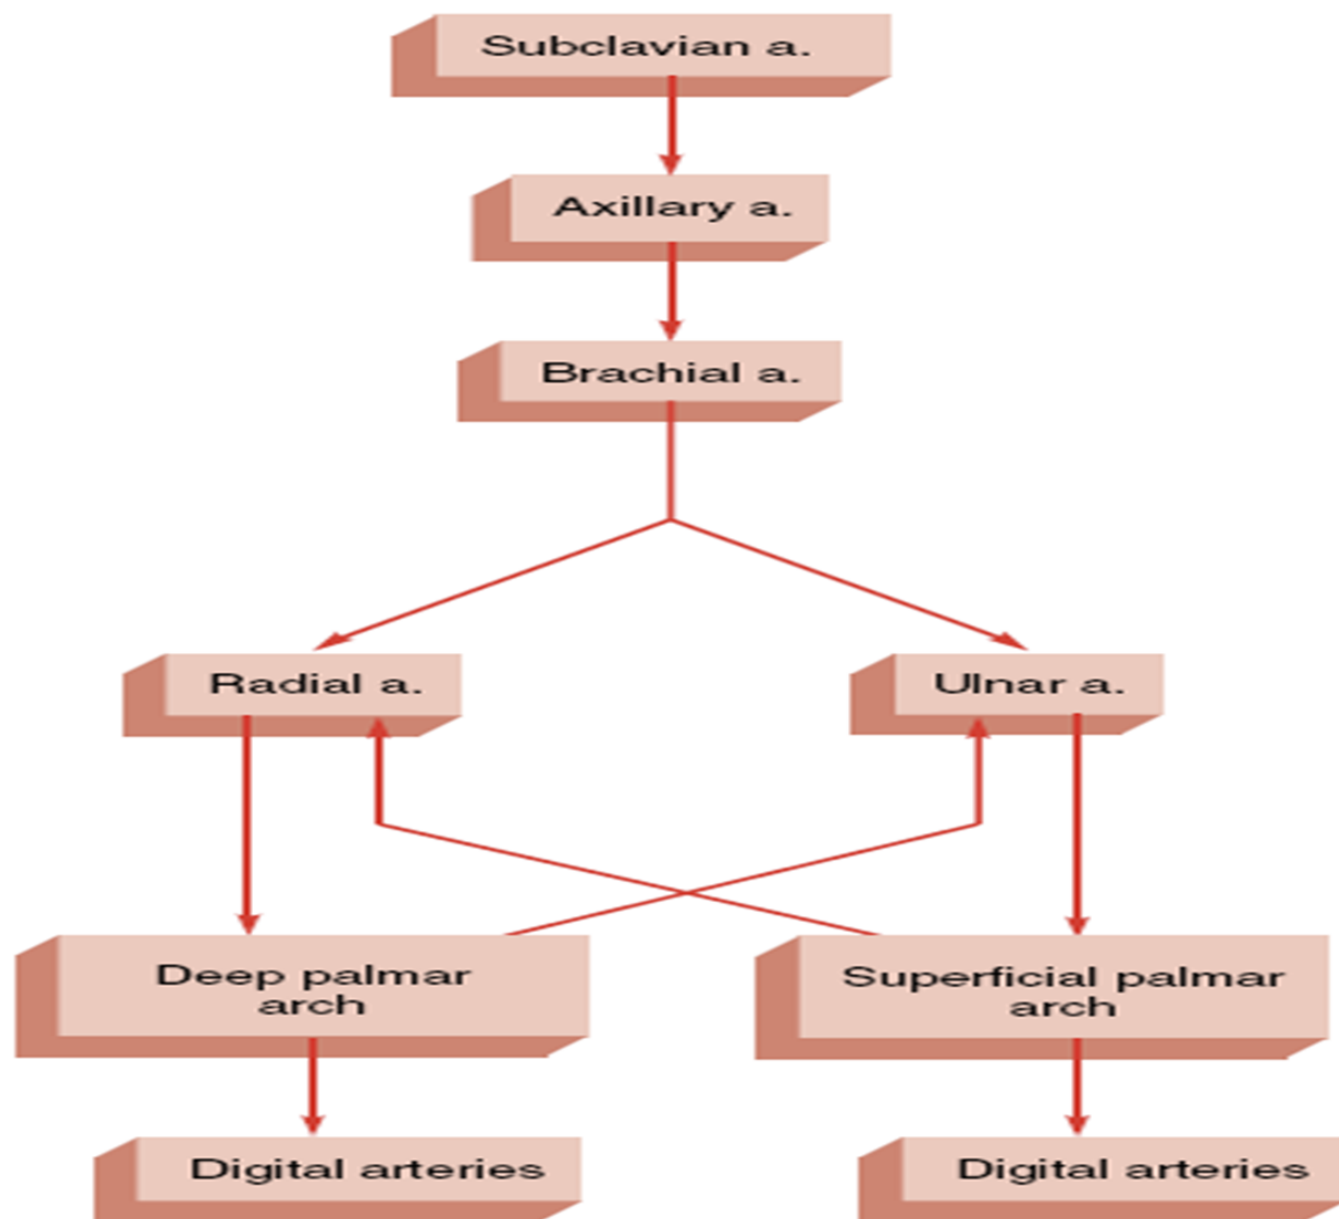 Subclavian a.
Axillary a.
Brachial a.
Radial a.
Ulnar a.
Deep palmar
arch
Superficial palmar
arch
Digital arteries
Digital arteries